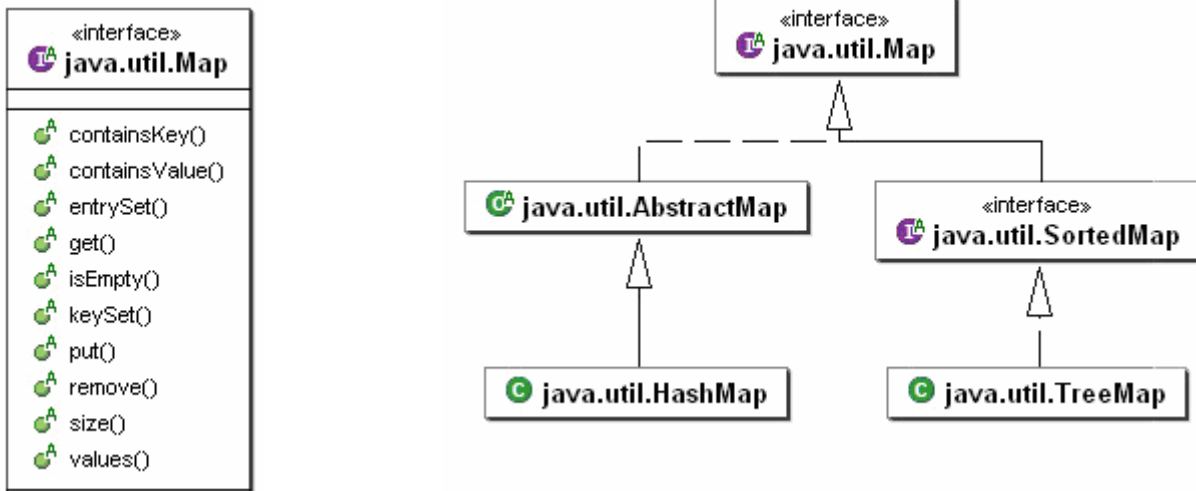 «interface»
java.util.Map
containsKey()
containsValue()
entrySet()
get()
isEmpty()
keySet()
put()
remove()
size()
values()
«interface»
java.util.Map
java.util.AbstractMap
«interface»
java.util.SortedMap
java.util.HashMap
java.util.TreeMap